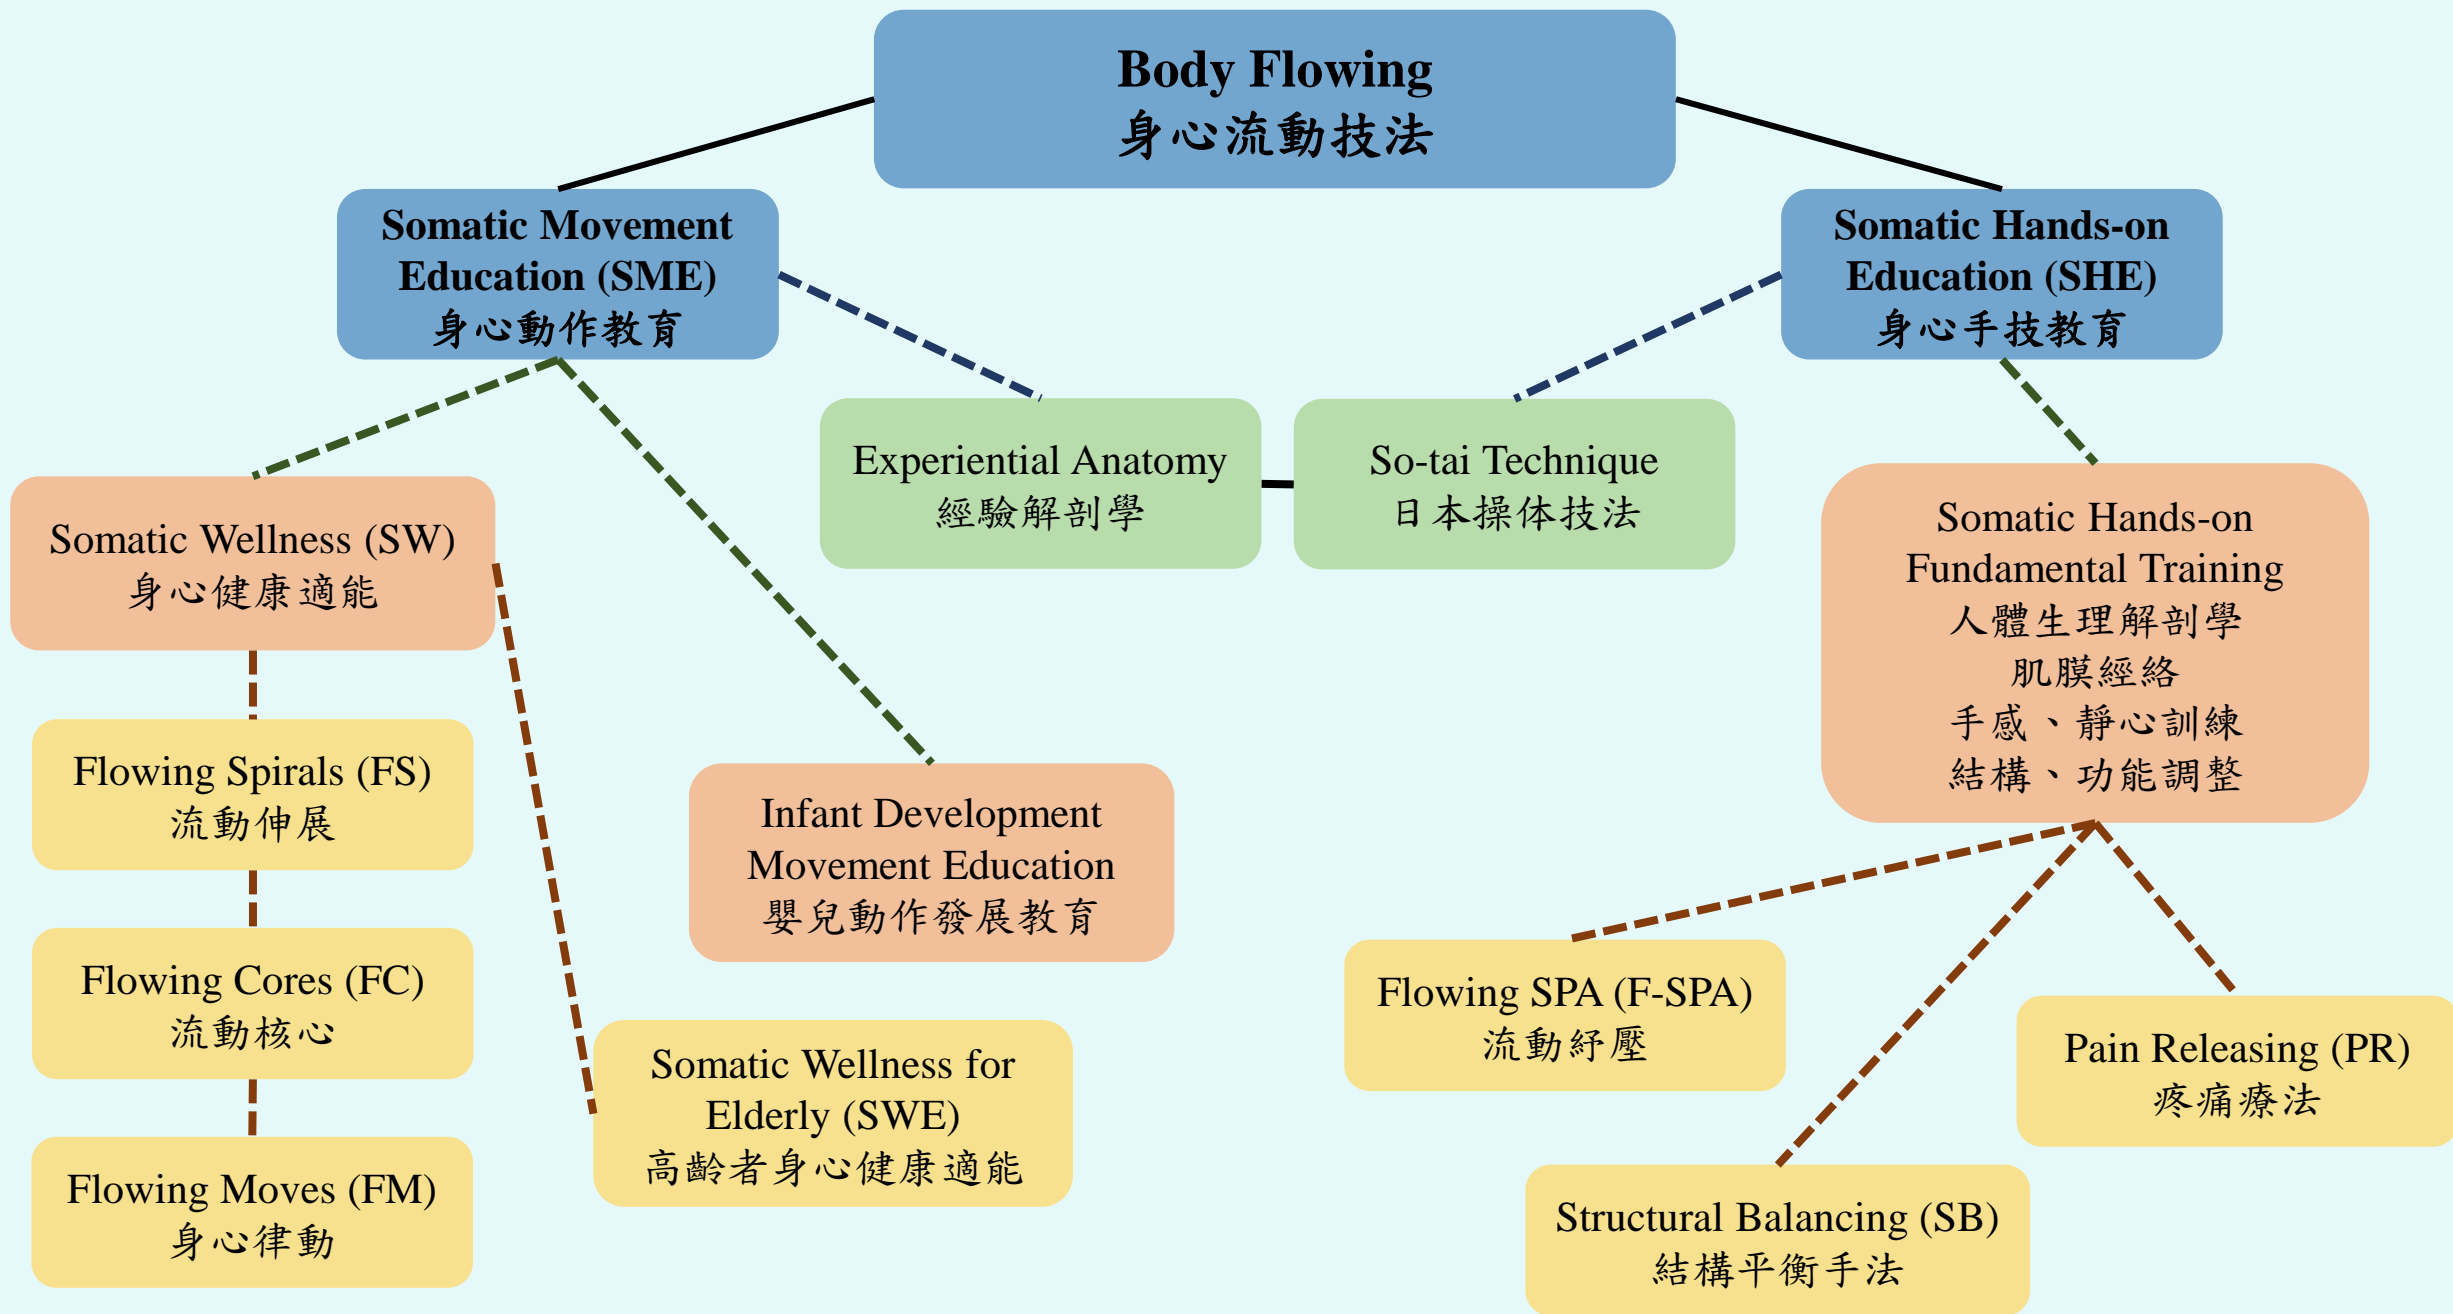 Body Flowing
身心流動技法
Somatic Movement
Education (SME)
身心動作教育
Somatic Hands-on
Education (SHE)
身心手技教育
Experiential Anatomy
經驗解剖學
So-tai Technique
日本操体技法
Somatic Wellness (SW)
身心健康適能
Somatic Hands-on
Fundamental Training
人體生理解剖學
肌膜經絡
手感、靜心訓練
結構、功能調整
Flowing Spirals (FS)
流動伸展
Infant Development
Movement Education
嬰兒動作發展教育
Flowing Cores (FC)
流動核心
Flowing SPA (F-SPA)
流動紓壓
Pain Releasing (PR)
疼痛療法
Somatic Wellness for
Elderly (SWE)
高齡者身心健康適能
Flowing Moves (FM)
身心律動
Structural Balancing (SB)
結構平衡手法